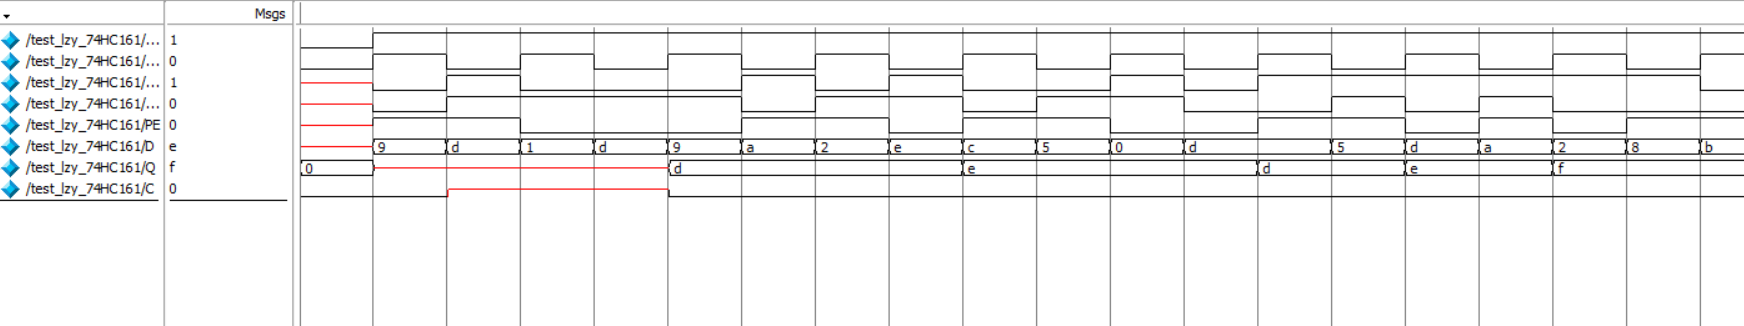 Msgs
/test_lzy_74HC161/... 1
/test_lzy_74HC161/... 0
/test_lzy_74HC161/... 1
/test_lzy_74HC161/... 0
/test_lzy_74HC161/PE 0
/test_lzy_74HC161/D e 9 d 1 d 9 a 2 e c 5 0 d 5 d a 2 8 b
/test_lzy_74HC161/Q f 0 d e d e f
/test_lzy_74HC161/C 0